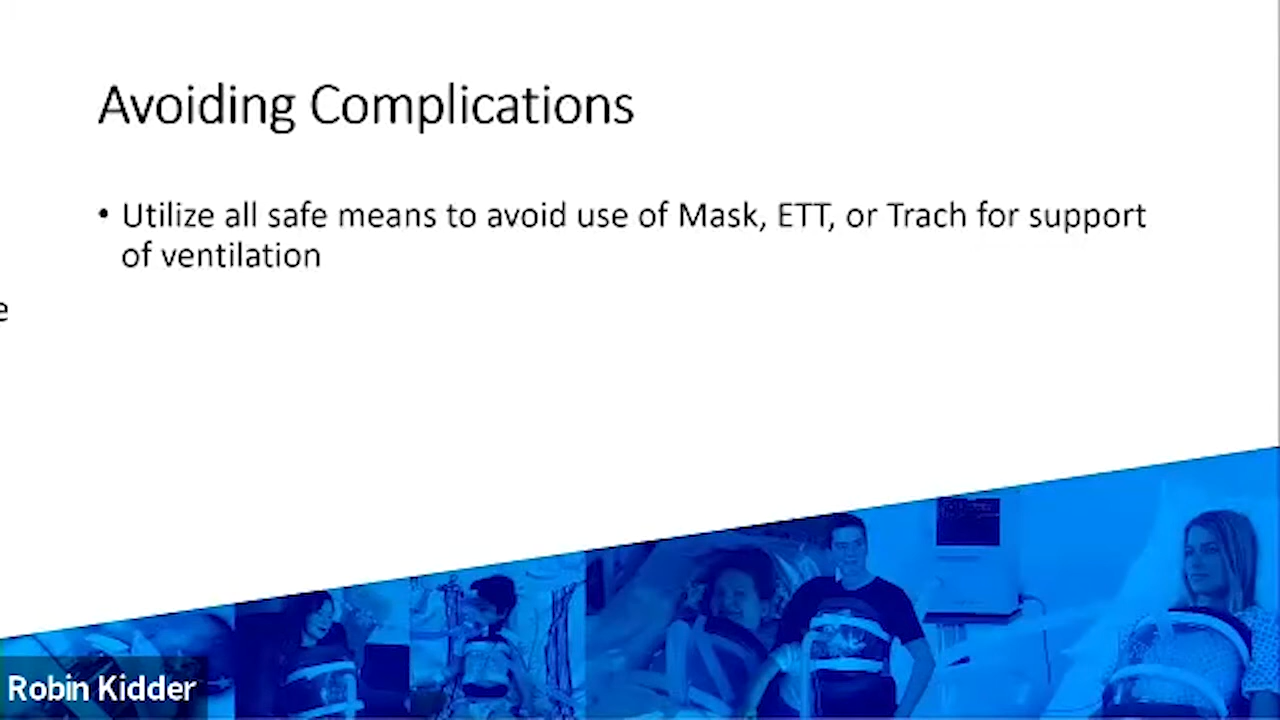 Avoiding Complications
• Utilize all safe means to avoid use of Mask, ETT, or Trach for support
of ventilation
e
Robin Kidder